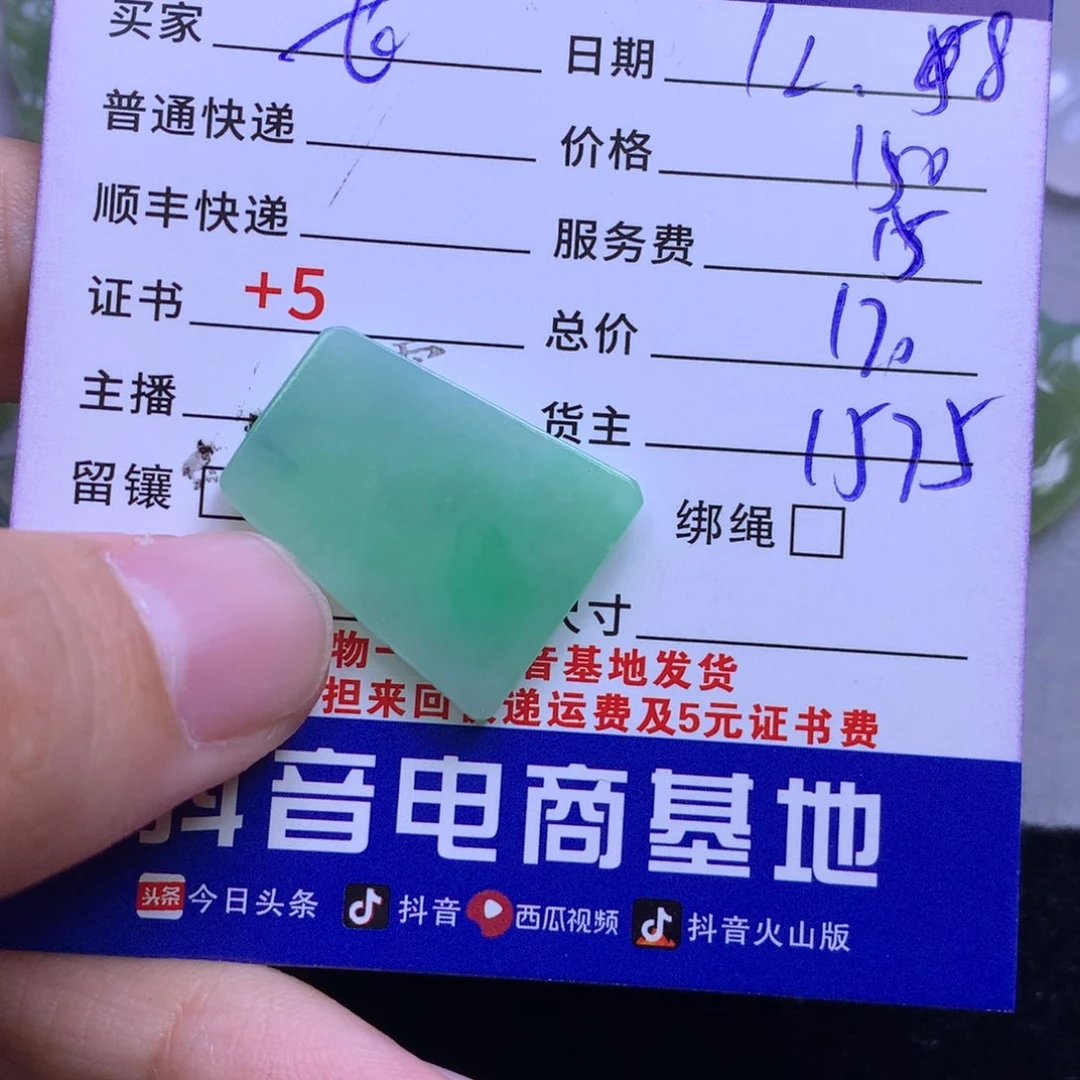 买家 日期 12.
普通快递 价格 150
顺丰快递 服务费 15
证书 +5 总价 170
主播 货主 1575
留镶 绑绳
寸
物一 音基地发货
担来回 递运费及5元证书费
抖音电商基地
头条 今日头条 抖音 西瓜视频 抖音火山版